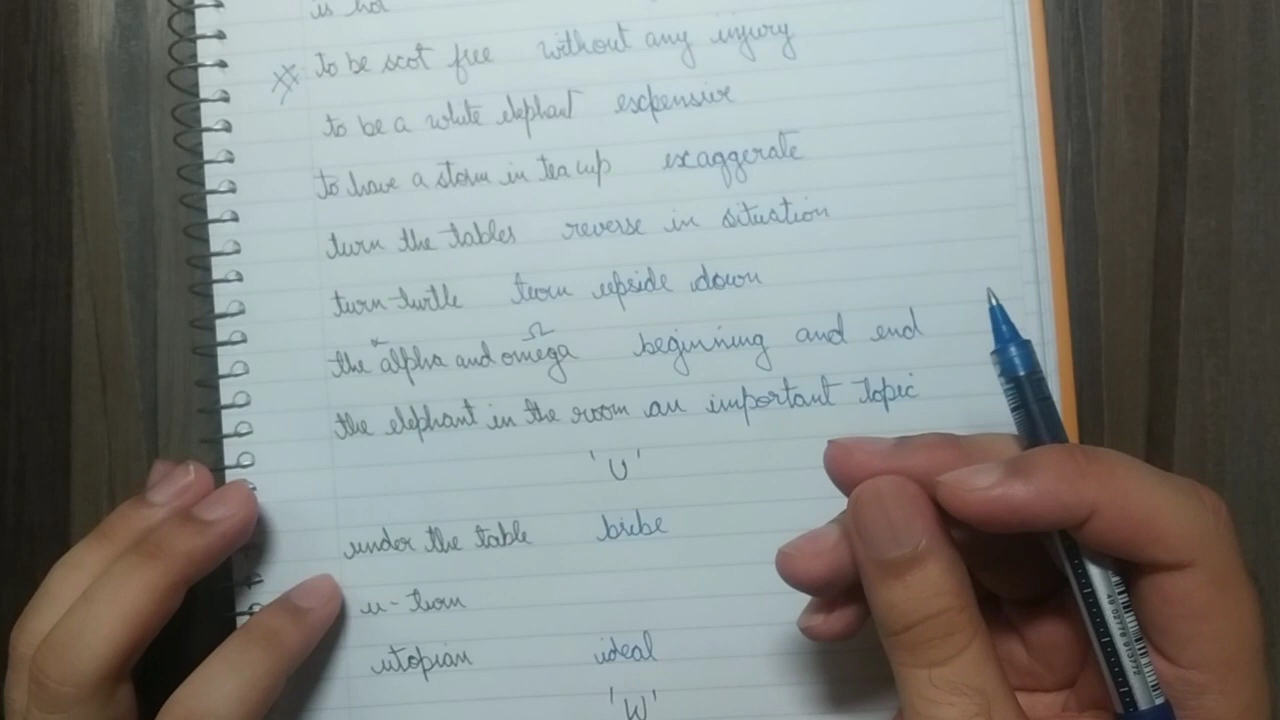 is hot
# to be scot free without any injury
to be a white elephant expensive
to have a storm in tea cup exaggerate
turn the tables reverse in situation
turn turtle turn upside down
the alpha and omega beginning and end
α Ω
the elephant in the room an important topic
'U'
under the table bribe
u-turn
utopian ideal
'W'